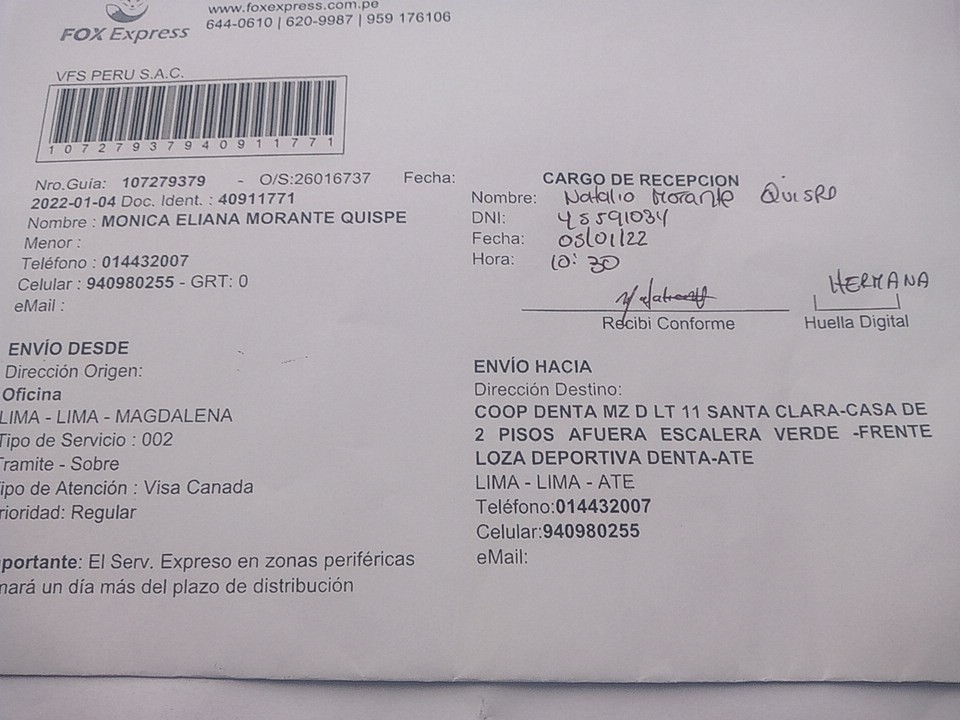 www.foxexpress.com.pe
FOX Express
644-0610 | 620-9987 | 959 176106
VFS PERU S.A.C.
10727937940911771
Nro.Guía: 107279379 - O/S:26016737 Fecha:
2022-01-04 Doc. Ident. : 40911771
Nombre : MONICA ELIANA MORANTE QUISPE
Menor :
Teléfono : 014432007
Celular : 940980255 - GRT: 0
eMail :
CARGO DE RECEPCION
Nombre: Natalio Morante Quispe
DNI: 45591034
Fecha: 05/01/22
Hora: 10:30
HERMANA
Recibi Conforme
Huella Digital
ENVÍO DESDE
Dirección Origen:
Oficina
LIMA - LIMA - MAGDALENA
Tipo de Servicio : 002
Tramite - Sobre
ipo de Atención : Visa Canada
rioridad: Regular
portante: El Serv. Expreso en zonas periféricas
mará un día más del plazo de distribución
ENVÍO HACIA
Dirección Destino:
COOP DENTA MZ D LT 11 SANTA CLARA-CASA DE
2 PISOS AFUERA ESCALERA VERDE -FRENTE
LOZA DEPORTIVA DENTA-ATE
LIMA - LIMA - ATE
Teléfono:014432007
Celular:940980255
eMail: